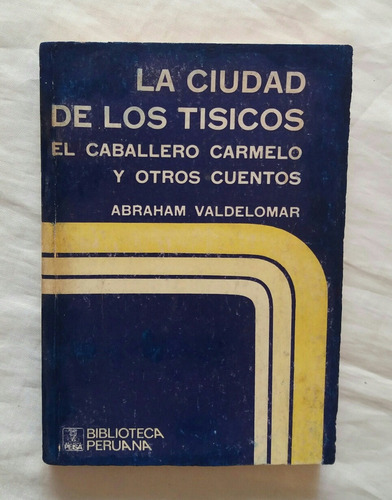 LA CIUDAD
DE LOS TISICOS
EL CABALLERO CARMELO
Y OTROS CUENTOS
ABRAHAM VALDELOMAR
PEISA
BIBLIOTECA
PERUANA